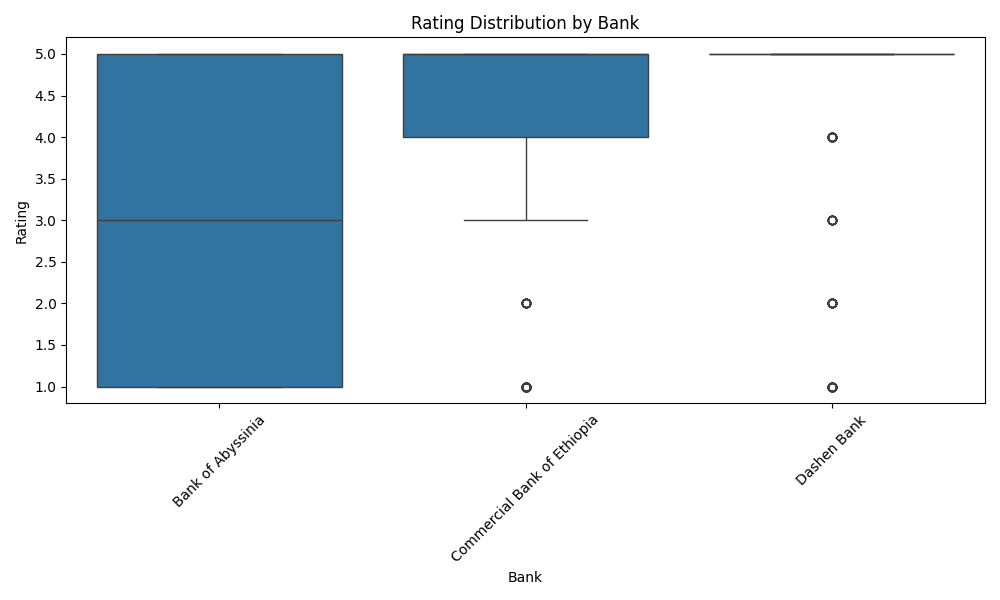 Rating Distribution by Bank
Rating
5.0
4.5
4.0
3.5
3.0
2.5
2.0
1.5
1.0
Bank of Abyssinia
Commercial Bank of Ethiopia
Dashen Bank
Bank